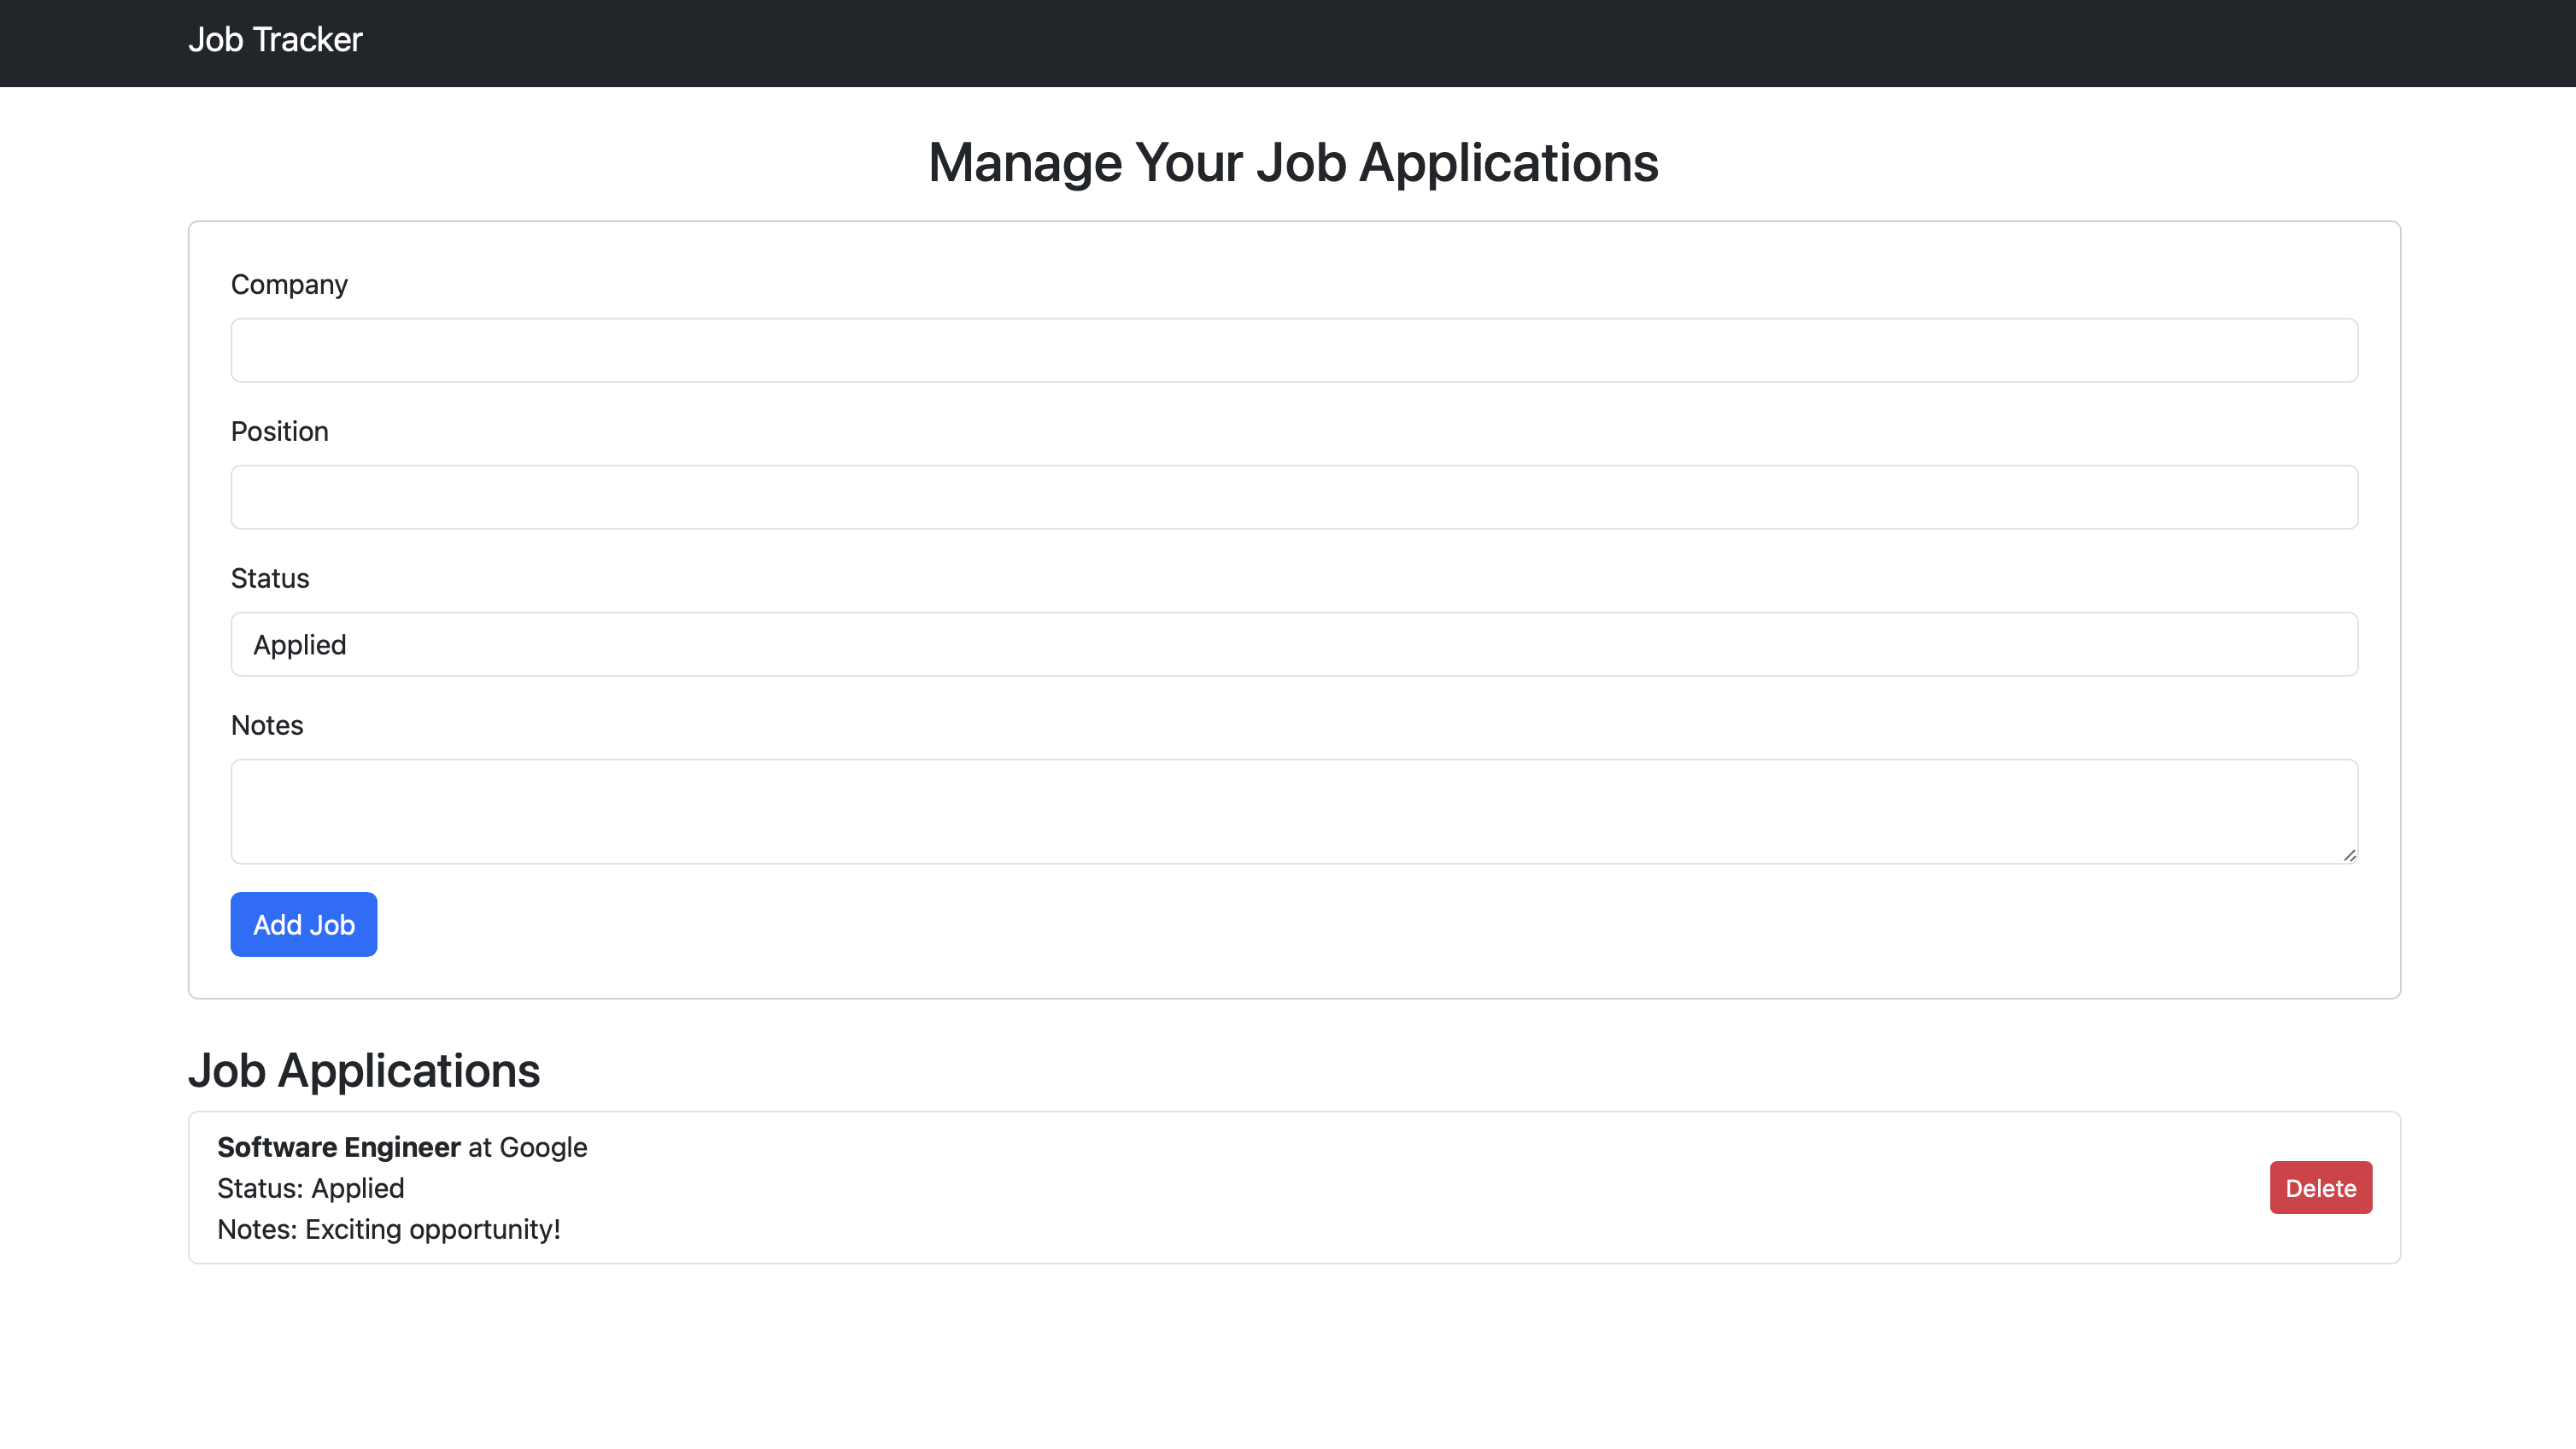 Job Tracker
Manage Your Job Applications
Company
Position
Status
Applied
Notes
Add Job
Job Applications
Software Engineer at Google
Status: Applied
Notes: Exciting opportunity!
Delete